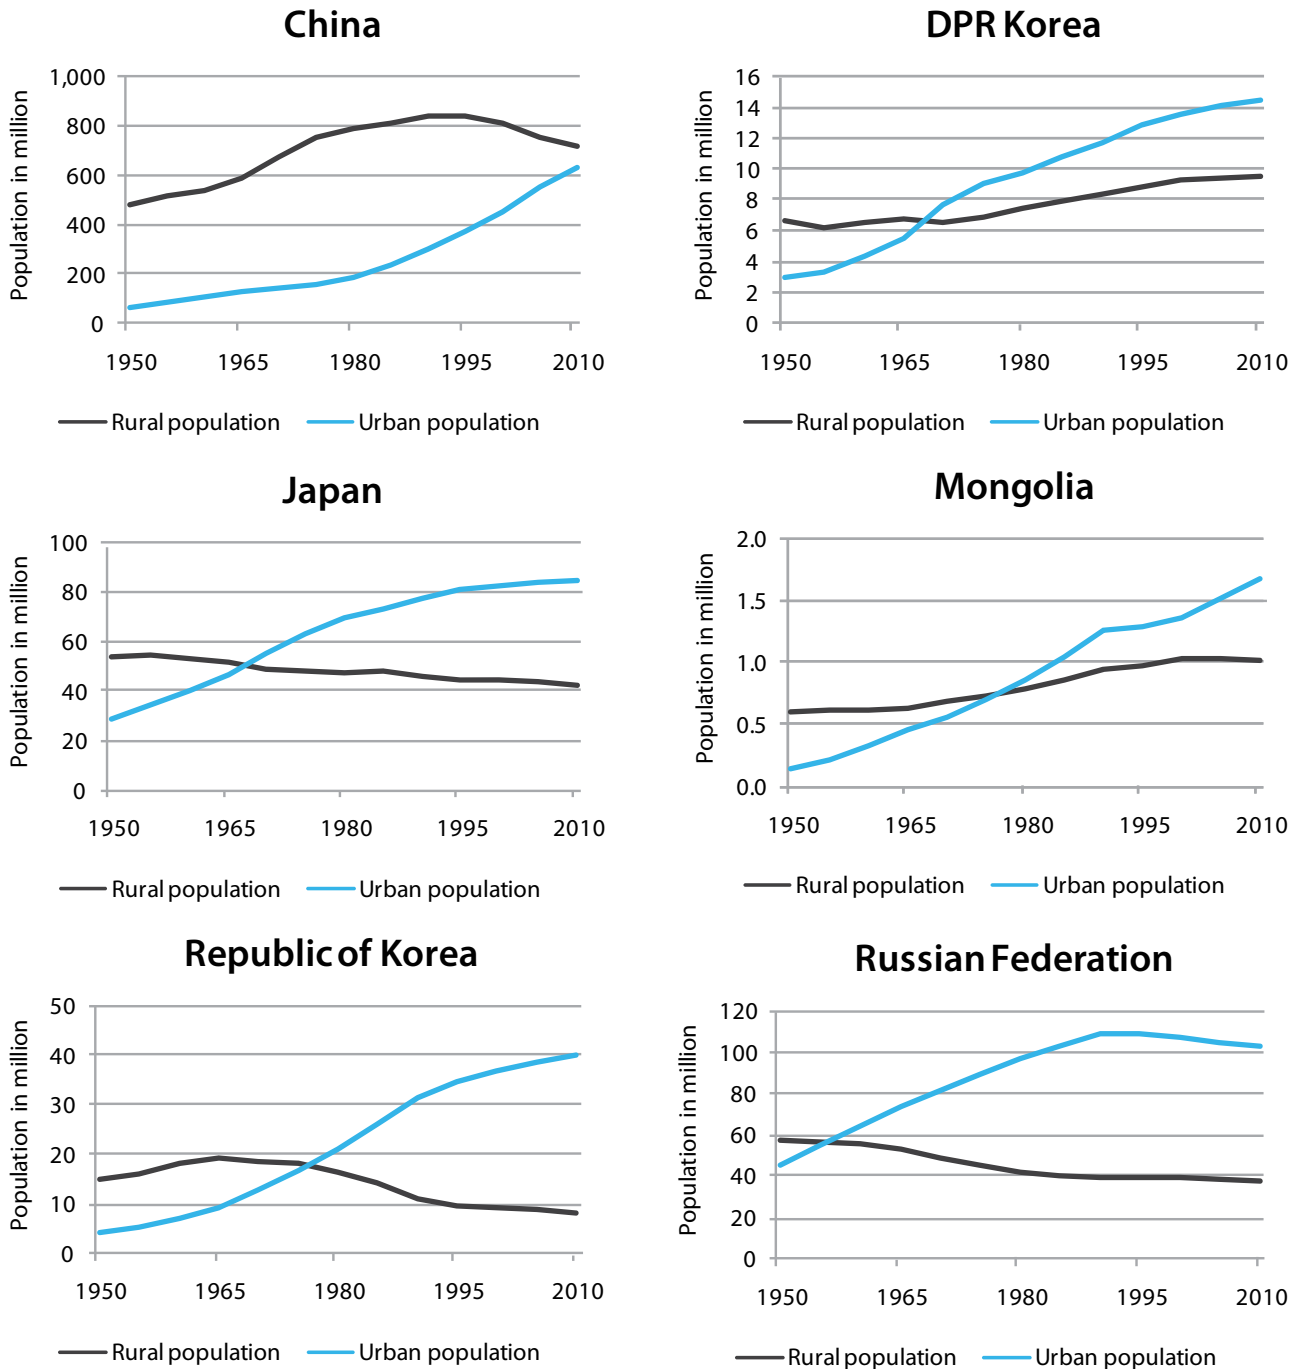 China
Population in million
1,000
800
600
400
200
0
1950 1965 1980 1995 2010
Rural population Urban population
DPR Korea
Population in million
16
14
12
10
8
6
4
2
0
1950 1965 1980 1995 2010
Rural population Urban population
Japan
Population in million
100
80
60
40
20
0
1950 1965 1980 1995 2010
Rural population Urban population
Mongolia
Population in million
2.0
1.5
1.0
0.5
0.0
1950 1965 1980 1995 2010
Rural population Urban population
Republic of Korea
Population in million
50
40
30
20
10
0
1950 1965 1980 1995 2010
Rural population Urban population
Russian Federation
Population in million
120
100
80
60
40
20
0
1950 1965 1980 1995 2010
Rural population Urban population